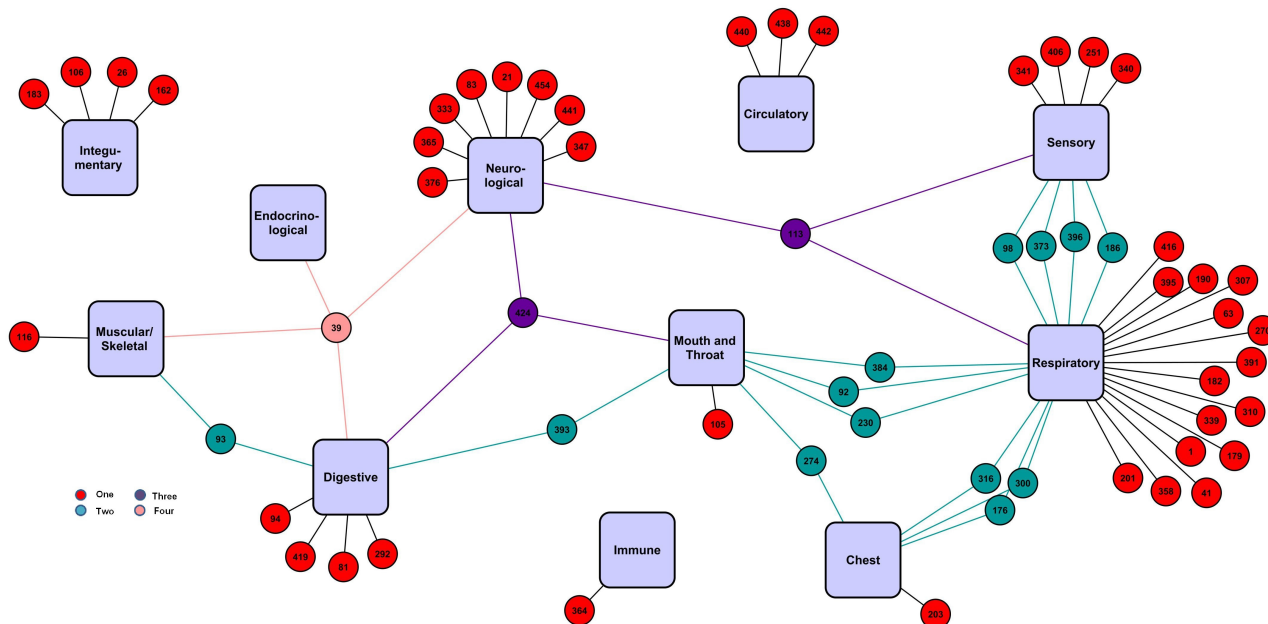 440
438
442
406
251
341
340
183
106
26
162
83
21
454
333
441
365
347
376
Integu-
mentary
Circulatory
Sensory
Neuro-
logical
Endocrino-
logical
113
98
373
396
186
416
395
190
307
63
270
391
182
310
339
1
179
201
358
41
39
424
116
Muscular/
Skeletal
Mouth and
Throat
Respiratory
384
92
230
105
93
393
274
316
300
176
Digestive
One
Three
Two
Four
94
419
81
292
Immune
364
Chest
203